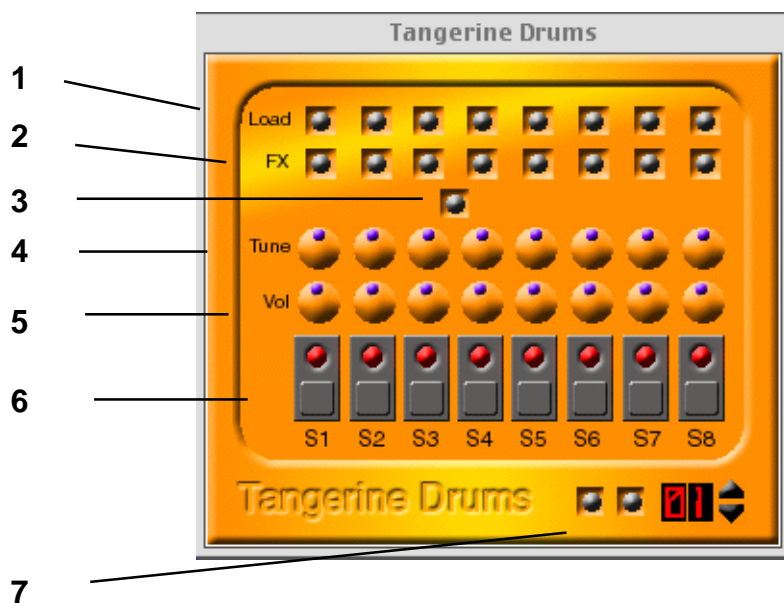 Tangerine Drums
1
Load
2
FX
3
4
Tune
5
Vol
6
S1 S2 S3 S4 S5 S6 S7 S8
Tangerine Drums 01
7